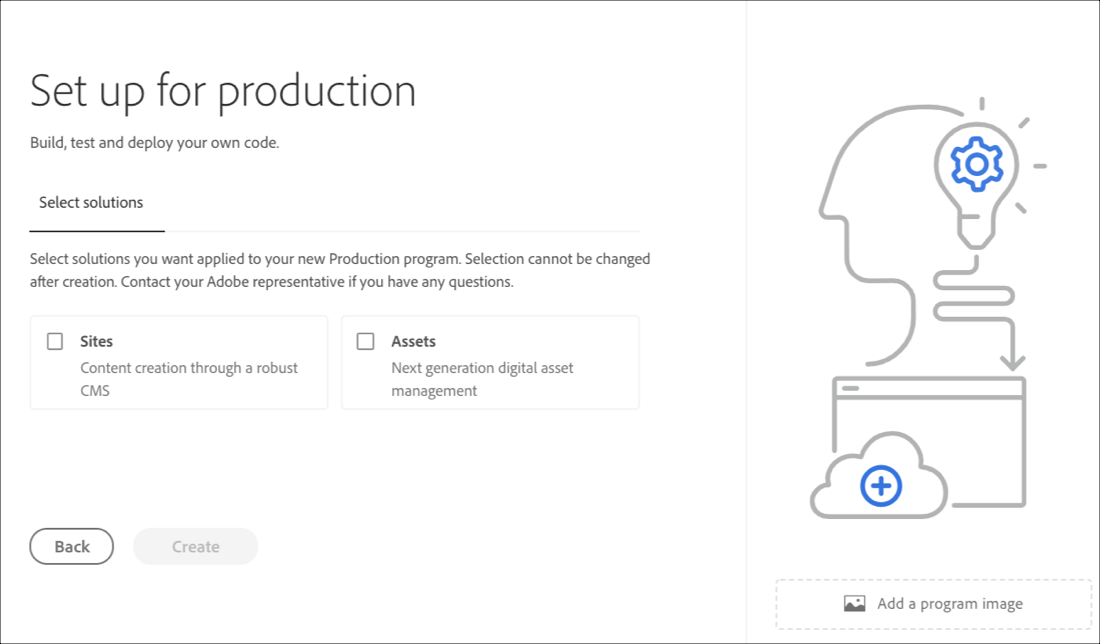 Set up for production
Build, test and deploy your own code.
Select solutions
Select solutions you want applied to your new Production program. Selection cannot be changed
after creation. Contact your Adobe representative if you have any questions.
Sites
Content creation through a robust
CMS
Assets
Next generation digital asset
management
Back
Create
Add a program image